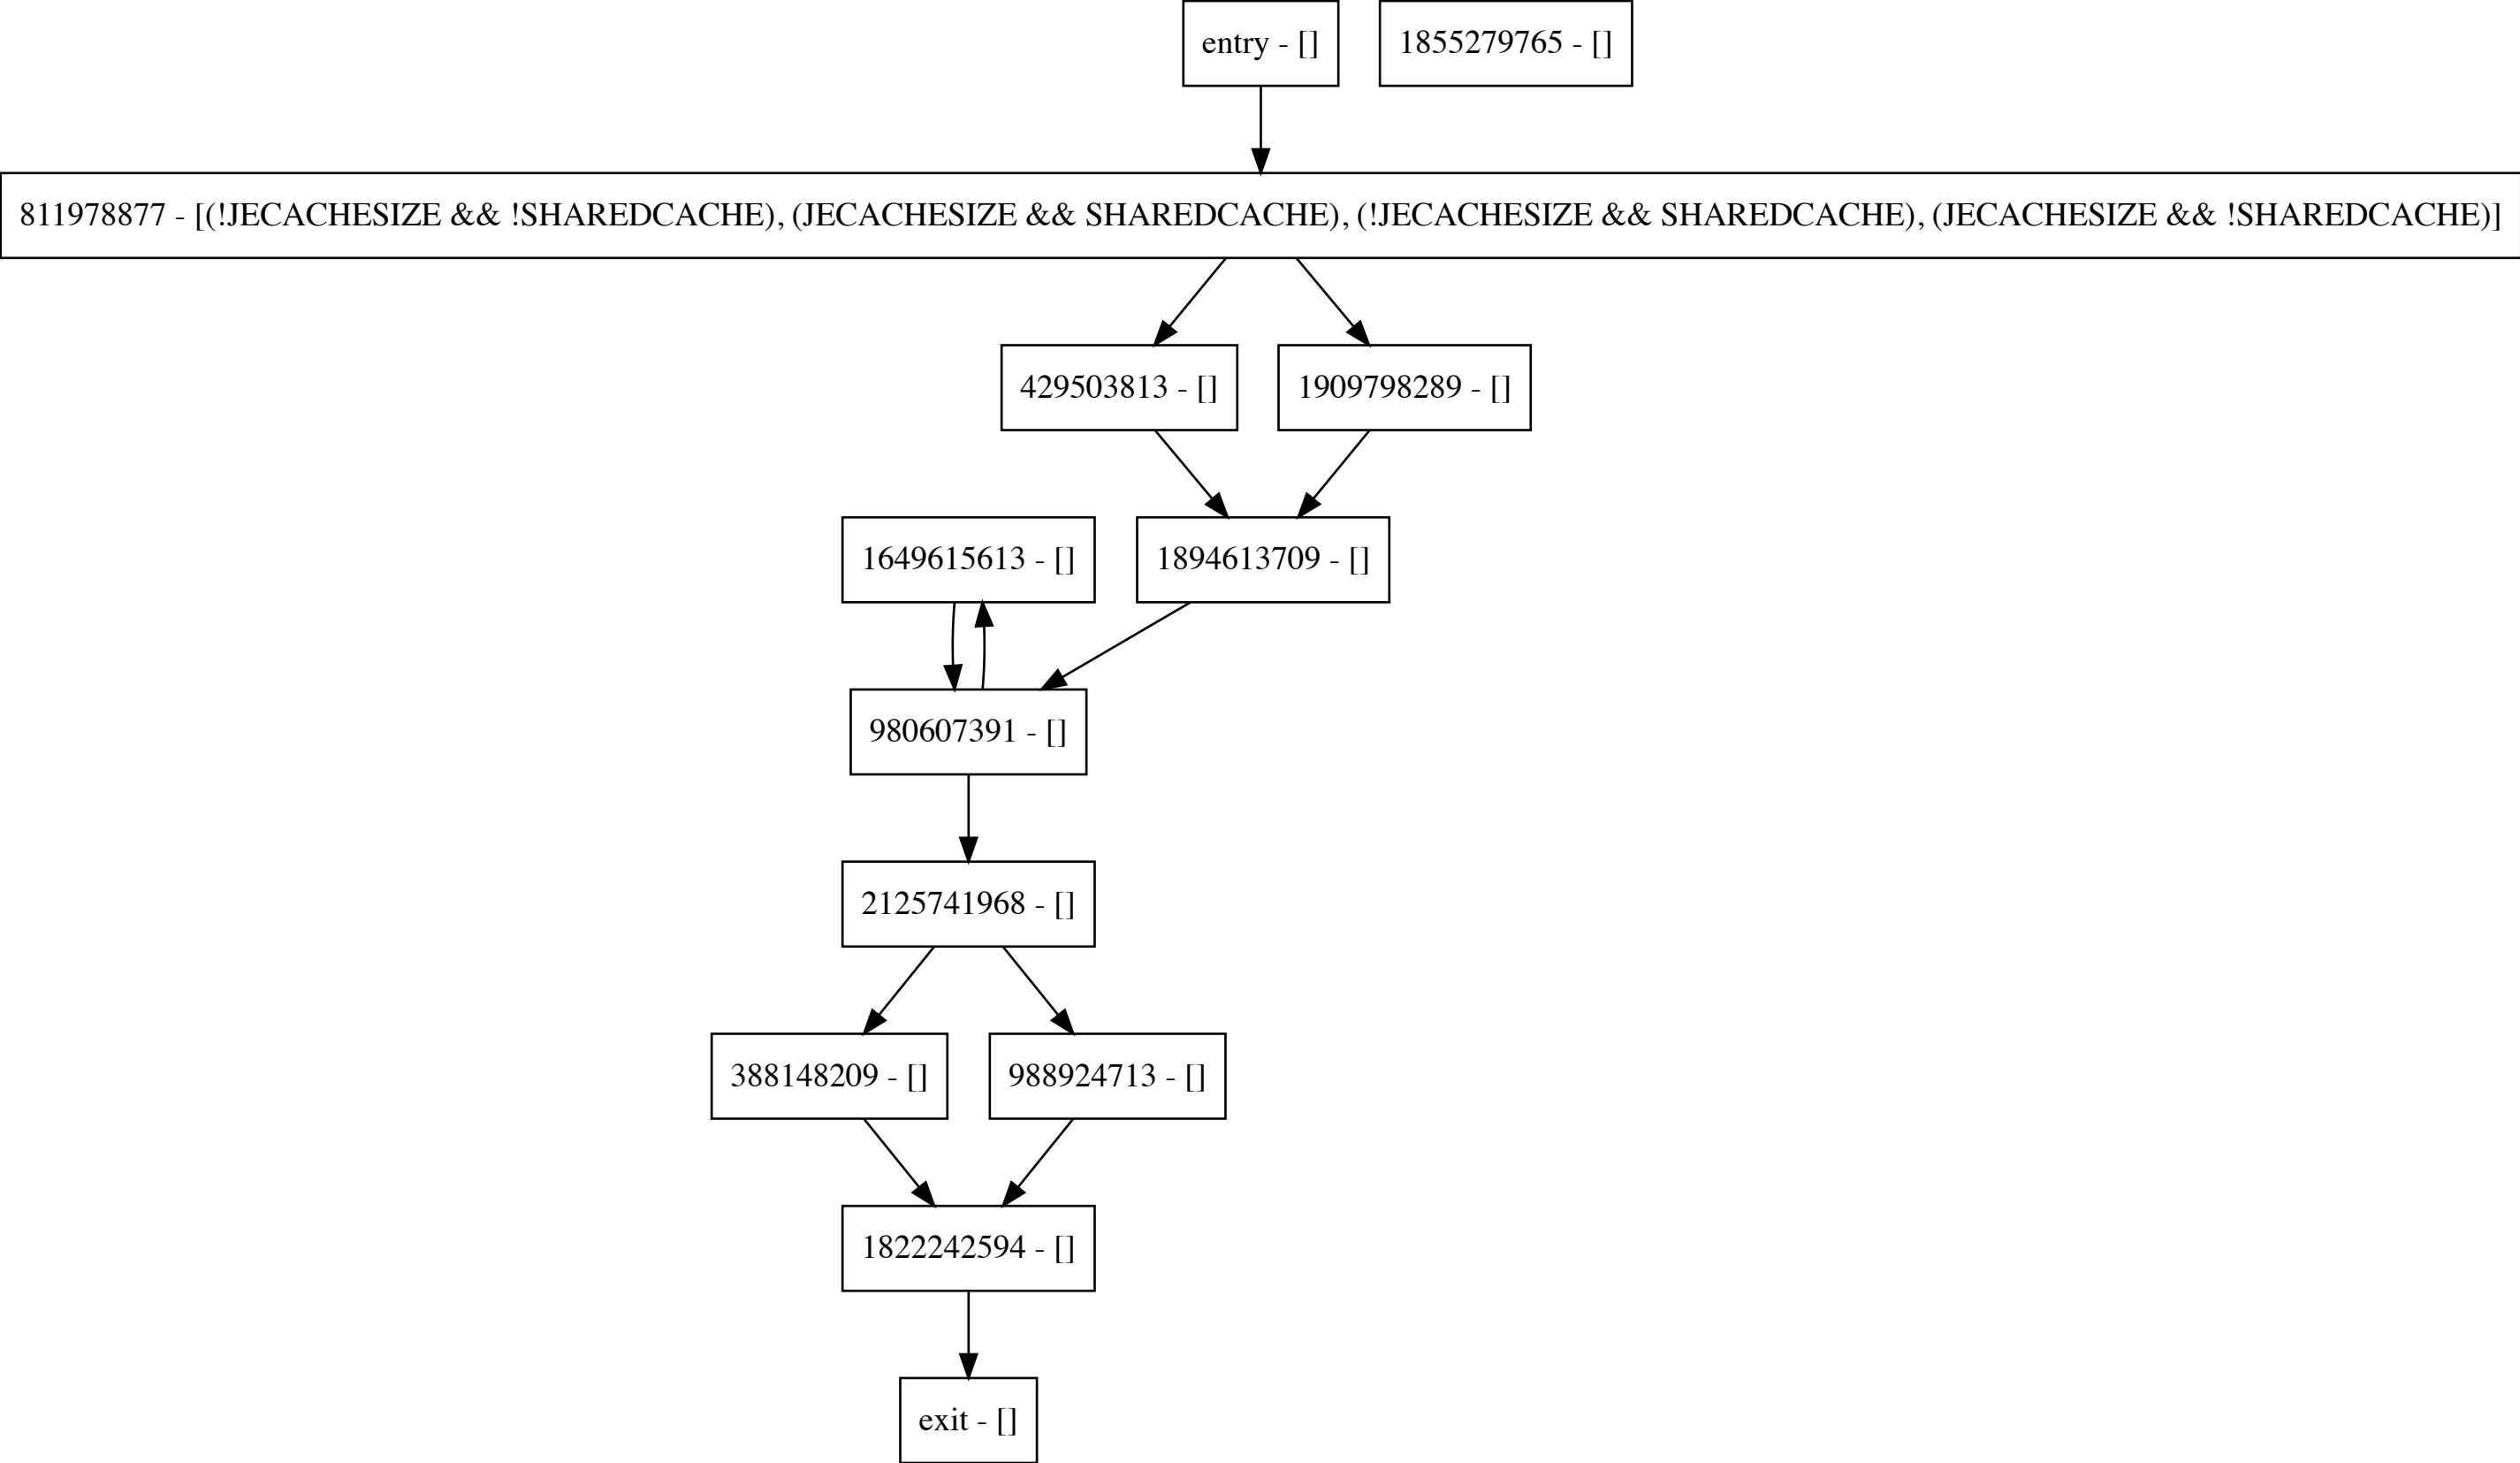 entry - []
1855279765 - []
811978877 - [(!JECACHESIZE && !SHAREDCACHE), (JECACHESIZE && SHAREDCACHE), (!JECACHESIZE && SHAREDCACHE), (JECACHESIZE && !SHAREDCACHE)]
429503813 - []
1909798289 - []
1649615613 - []
1894613709 - []
980607391 - []
2125741968 - []
388148209 - []
988924713 - []
1822242594 - []
exit - []